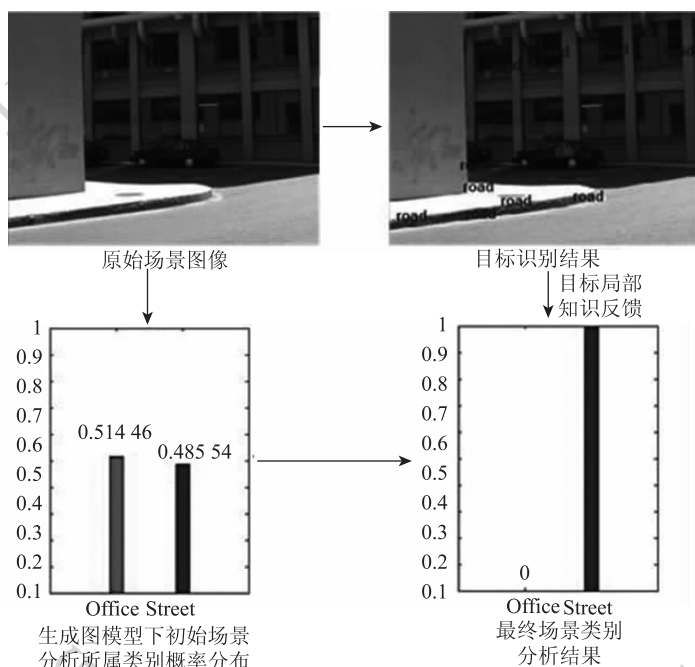 road
road
road
road
road
原始场景图像
目标识别结果
目标局部
知识反馈
1
0.9
0.8
0.7
0.6
0.5
0.4
0.3
0.2
0.1
0.514 46
0.485 54
Office Street
生成图模型下初始场景
分析所属类别概率分布
1
0.9
0.8
0.7
0.6
0.5
0.4
0.3
0.2
0.1
0
Office Street
最终场景类别
分析结果